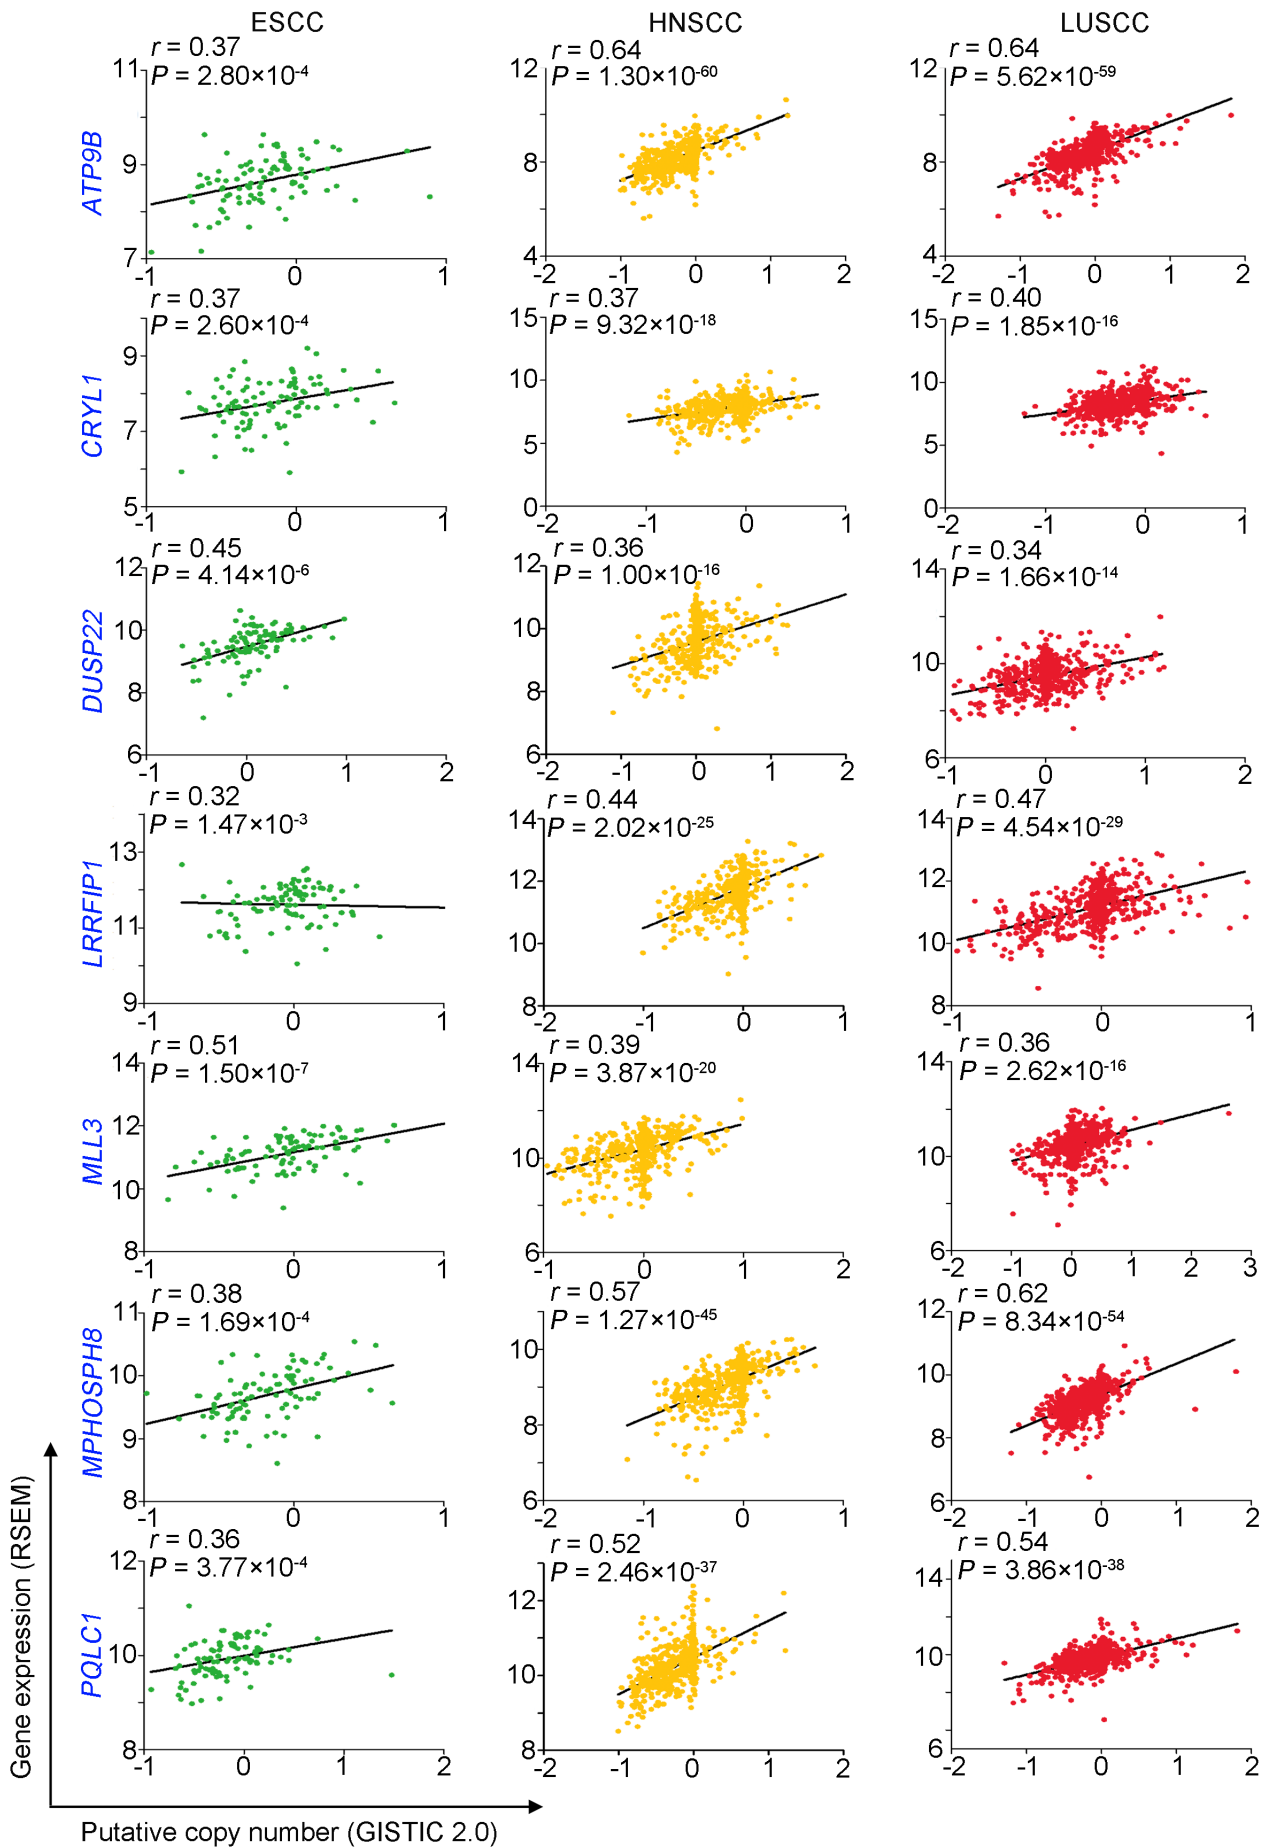 ESCC HNSCC LUSCC
ATP9B
r = 0.37
P = 2.80×10-4
11
9
7
-1 0 1
r = 0.64
P = 1.30×10-60
12
8
4
-2 -1 0 1 2
r = 0.64
P = 5.62×10-59
12
8
4
-2 -1 0 1 2
CRYL1
r = 0.37
P = 2.60×10-4
9
7
5
-1 0 1
r = 0.37
P = 9.32×10-18
15
10
5
0
-2 -1 0 1
r = 0.40
P = 1.85×10-16
15
10
5
0
-2 -1 0 1
DUSP22
r = 0.45
P = 4.14×10-6
12
10
8
6
-1 0 1 2
r = 0.36
P = 1.00×10-16
12
10
8
6
-2 -1 0 1 2
r = 0.34
P = 1.66×10-14
14
10
6
-1 0 1 2
LRRFIP1
r = 0.32
P = 1.47×10-3
13
11
9
-1 0 1
r = 0.44
P = 2.02×10-25
14
12
10
8
-2 -1 0 1
r = 0.47
P = 4.54×10-29
14
12
10
8
-1 0 1
MLL3
r = 0.51
P = 1.50×10-7
14
12
10
8
-1 0 1
r = 0.39
P = 3.87×10-20
14
10
6
-1 0 1 2
r = 0.36
P = 2.62×10-16
14
10
6
-2 -1 0 1 2 3
MPHOSPH8
r = 0.38
P = 1.69×10-4
11
10
9
8
-1 0 1
r = 0.57
P = 1.27×10-45
10
8
6
-2 -1 0 1
r = 0.62
P = 8.34×10-54
12
10
8
6
-2 -1 0 1 2
PQLC1
r = 0.36
P = 3.77×10-4
12
10
8
-1 0 1 2
r = 0.52
P = 2.46×10-37
12
10
8
-2 -1 0 1 2
r = 0.54
P = 3.86×10-38
14
10
6
-2 -1 0 1 2
Gene expression (RSEM)
Putative copy number (GISTIC 2.0)